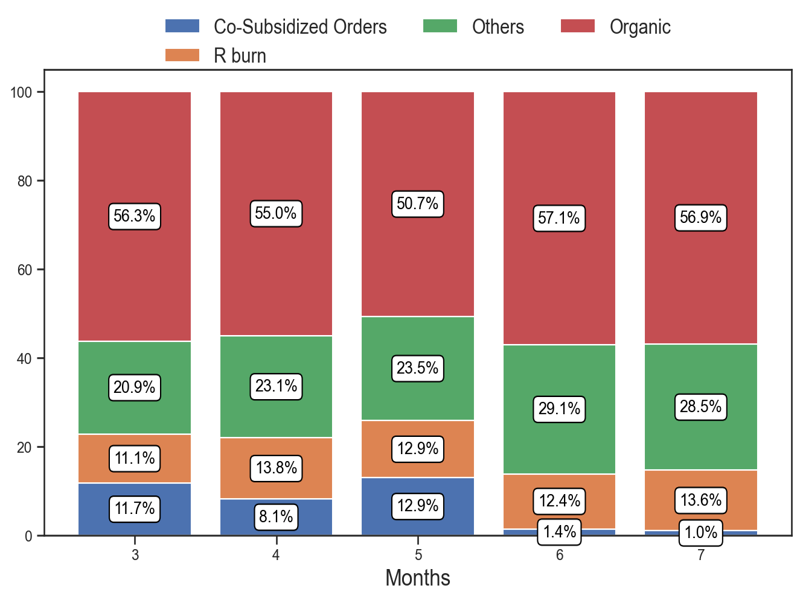 Co-Subsidized Orders Others Organic
R burn
100
80
60
40
20
0
56.3% 55.0% 50.7% 57.1% 56.9%
20.9% 23.1% 23.5% 29.1% 28.5%
11.1% 13.8% 12.9% 12.4% 13.6%
11.7% 8.1% 12.9% 1.4% 1.0%
3 4 5 6 7
Months